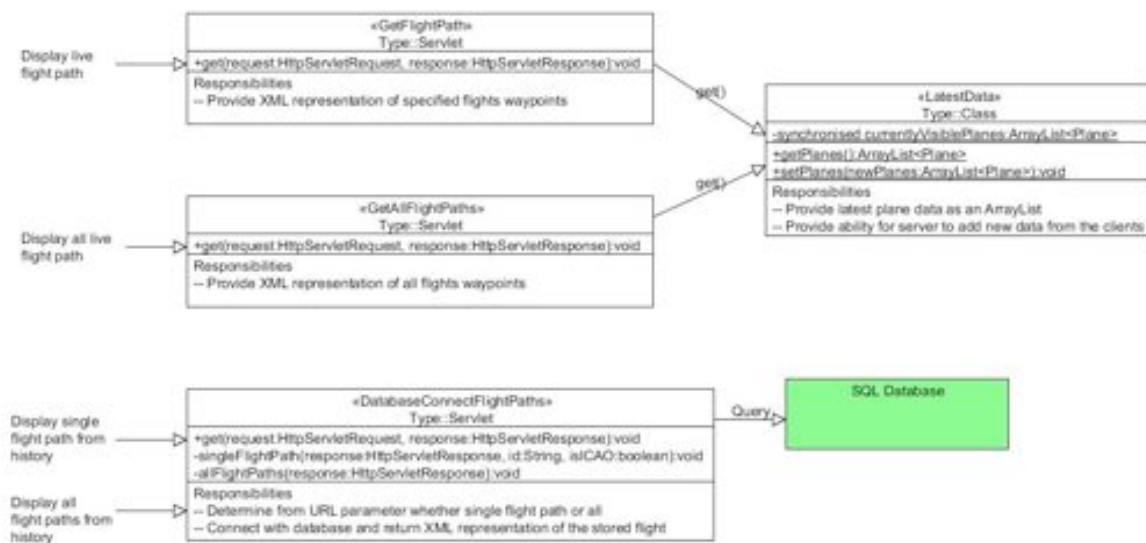 Display live
flight path
«GetFlightPath»
Type::Servlet
+get(request:HttpServletRequest, response:HttpServletResponse):void
Responsibilities
-- Provide XML representation of specified flights waypoints
get()
«LatestData»
Type::Class
-synchronised currentlyVisiblePlanes:ArrayList<Plane>
+getPlanes():ArrayList<Plane>
+setPlanes(newPlanes:ArrayList<Plane>):void
Responsibilities
-- Provide latest plane data as an ArrayList
-- Provide ability for server to add new data from the clients
Display all live
flight path
«GetAllFlightPaths»
Type::Servlet
+get(request:HttpServletRequest, response:HttpServletResponse):void
Responsibilities
-- Provide XML representation of all flights waypoints
get()
Display single
flight path from
history
Display all
flight paths from
history
«DatabaseConnectFlightPaths»
Type::Servlet
+get(request:HttpServletRequest, response:HttpServletResponse):void
-singleFlightPath(response:HttpServletResponse, id:String, isICAO:boolean):void
-allFlightPaths(response:HttpServletResponse):void
Responsibilities
-- Determine from URL parameter whether single flight path or all
-- Connect with database and return XML representation of the stored flight
Query
SQL Database